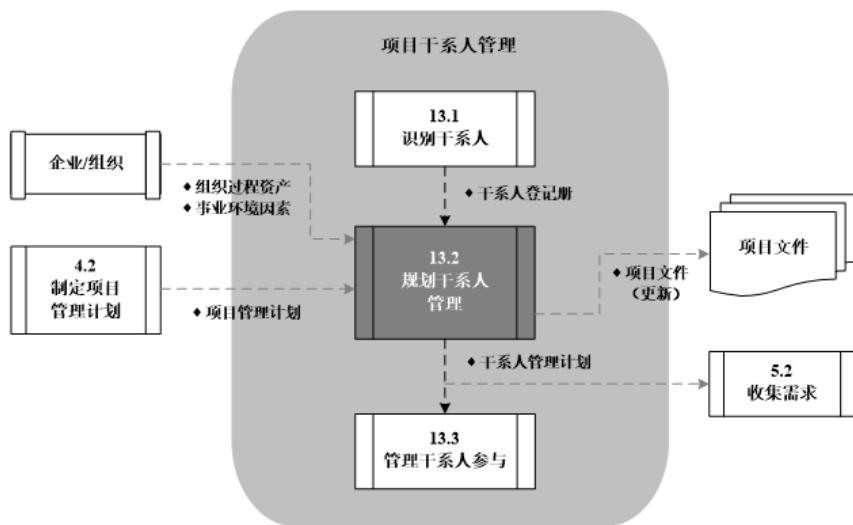 项目干系人管理
13.1
识别干系人
企业/组织
♦ 组织过程资产
♦ 事业环境因素
♦ 干系人登记册
4.2
制定项目
管理计划
♦ 项目管理计划
13.2
规划干系人
管理
♦ 项目文件
（更新）
项目文件
♦ 干系人管理计划
5.2
收集需求
13.3
管理干系人参与